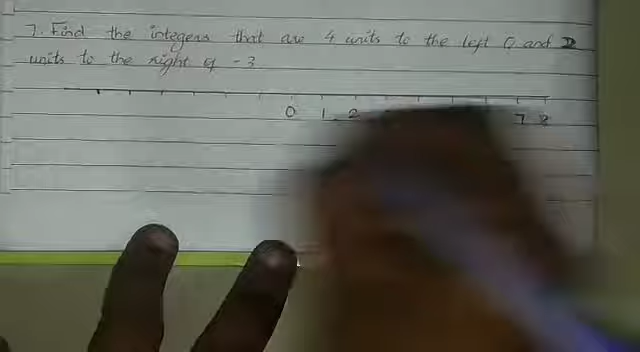 7. Find the integers that are 4 units to the left & and 2
units to the right of -3
0 1 2 7 8